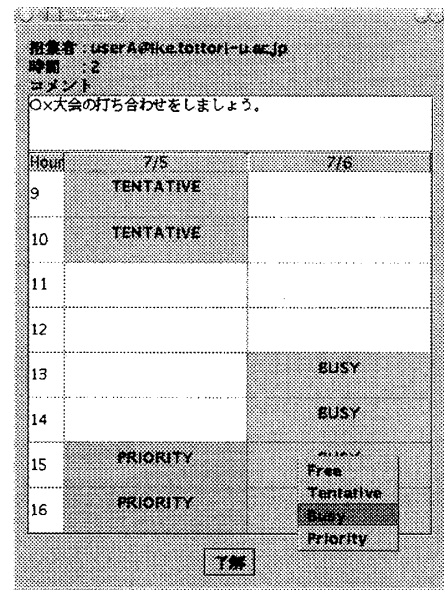 招集者 : userA@ike.tottori-u.ac.jp
時間 : 2
コメント
○×大会の打ち合わせをしましょう。
Hour 7/5 7/6
9 TENTATIVE
10 TENTATIVE
11
12
13 BUSY
14 BUSY
15 PRIORITY
Free
Tentative
16 PRIORITY Busy
Priority
了解